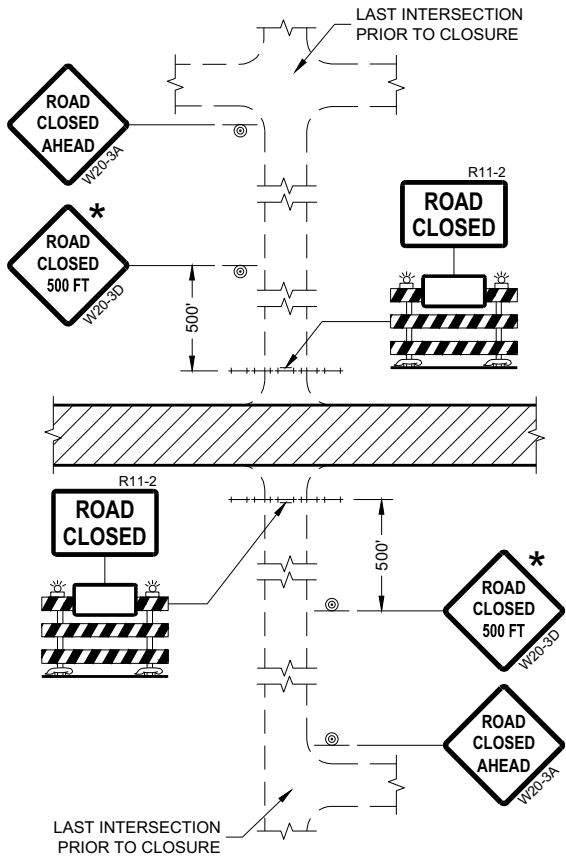 LAST INTERSECTION
PRIOR TO CLOSURE
ROAD
CLOSED
AHEAD
W20-3A
R11-2
ROAD
CLOSED
*
ROAD
CLOSED
500 FT
W20-3D
500'
R11-2
ROAD
CLOSED
500'
*
ROAD
CLOSED
500 FT
W20-3D
ROAD
CLOSED
AHEAD
W20-3A
LAST INTERSECTION
PRIOR TO CLOSURE